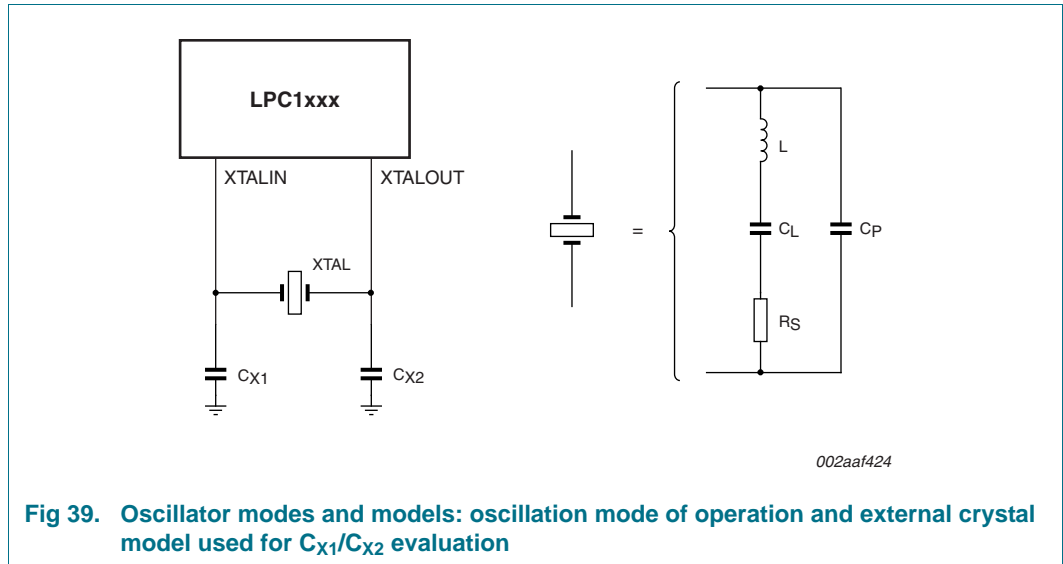 LPC1xxx
XTALIN
XTALOUT
XTAL
CX1
CX2
=
L
CL
CP
RS
002aaf424
Fig 39. Oscillator modes and models: oscillation mode of operation and external crystal
model used for CX1/CX2 evaluation